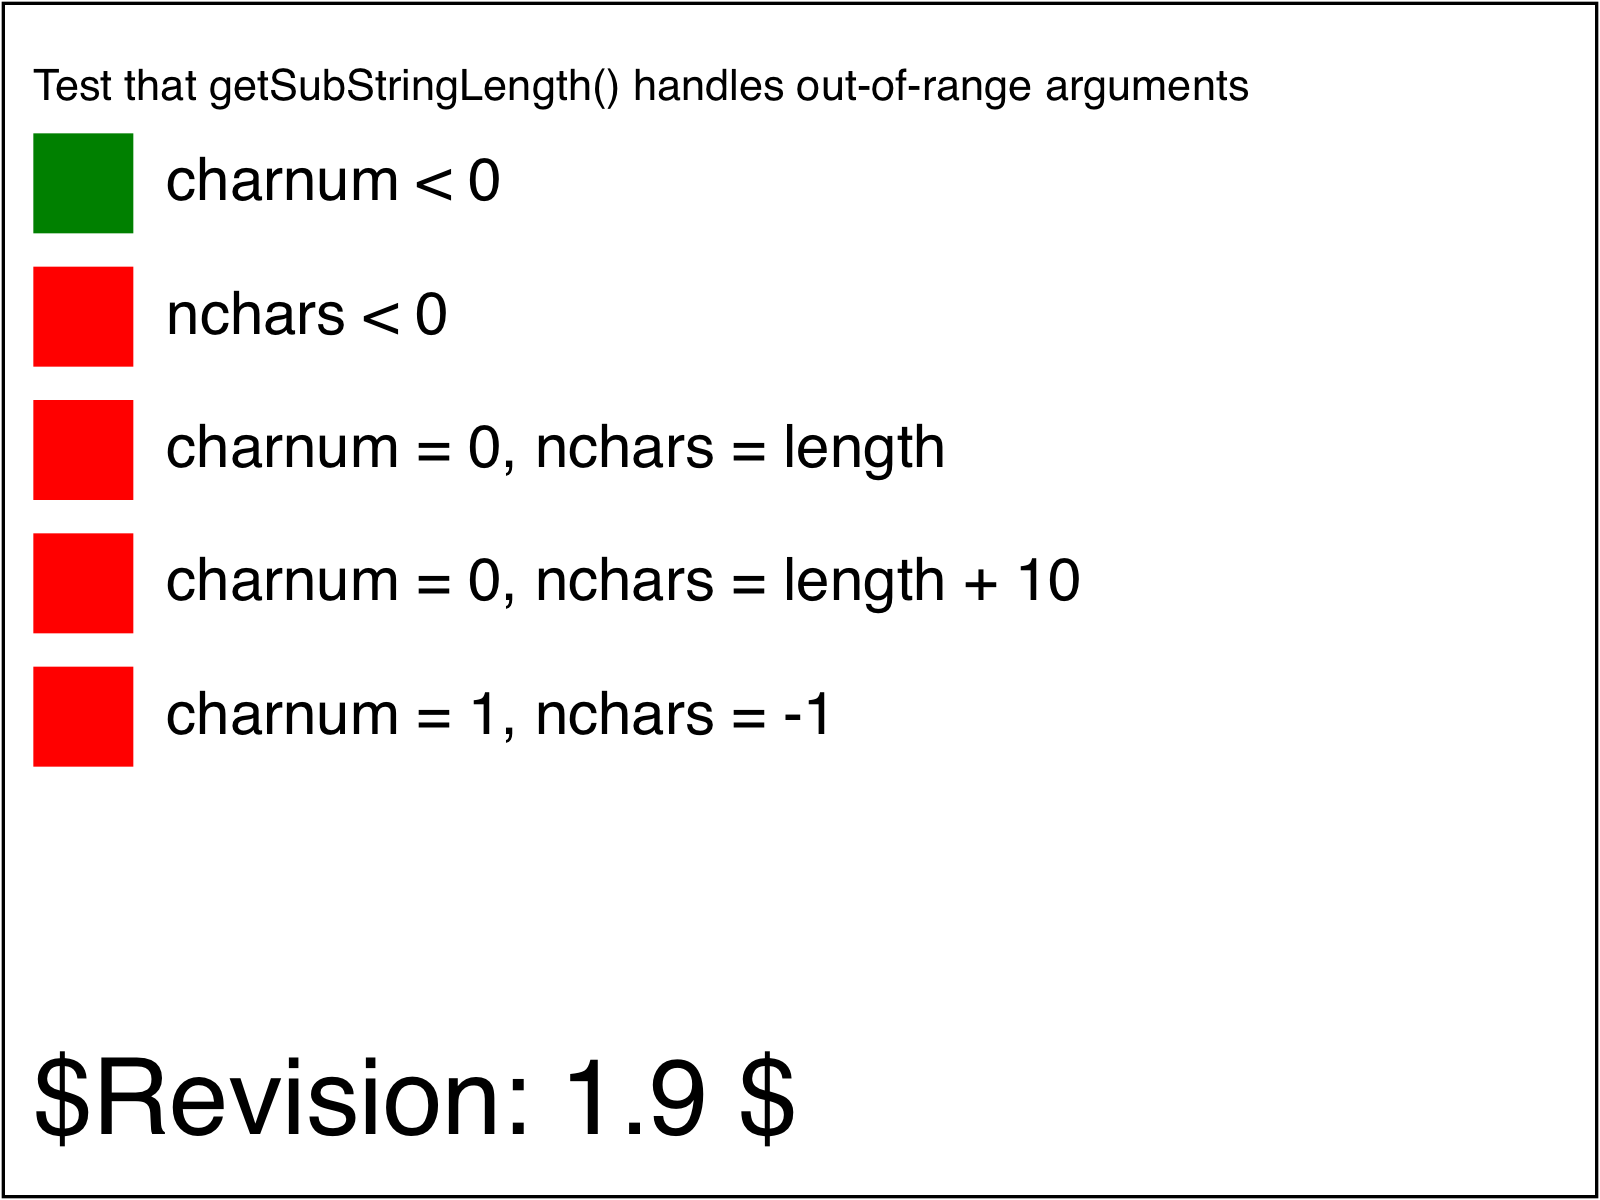 Test that getSubStringLength() handles out-of-range arguments
charnum < 0
nchars < 0
charnum = 0, nchars = length
charnum = 0, nchars = length + 10
charnum = 1, nchars = -1
$Revision: 1.9 $